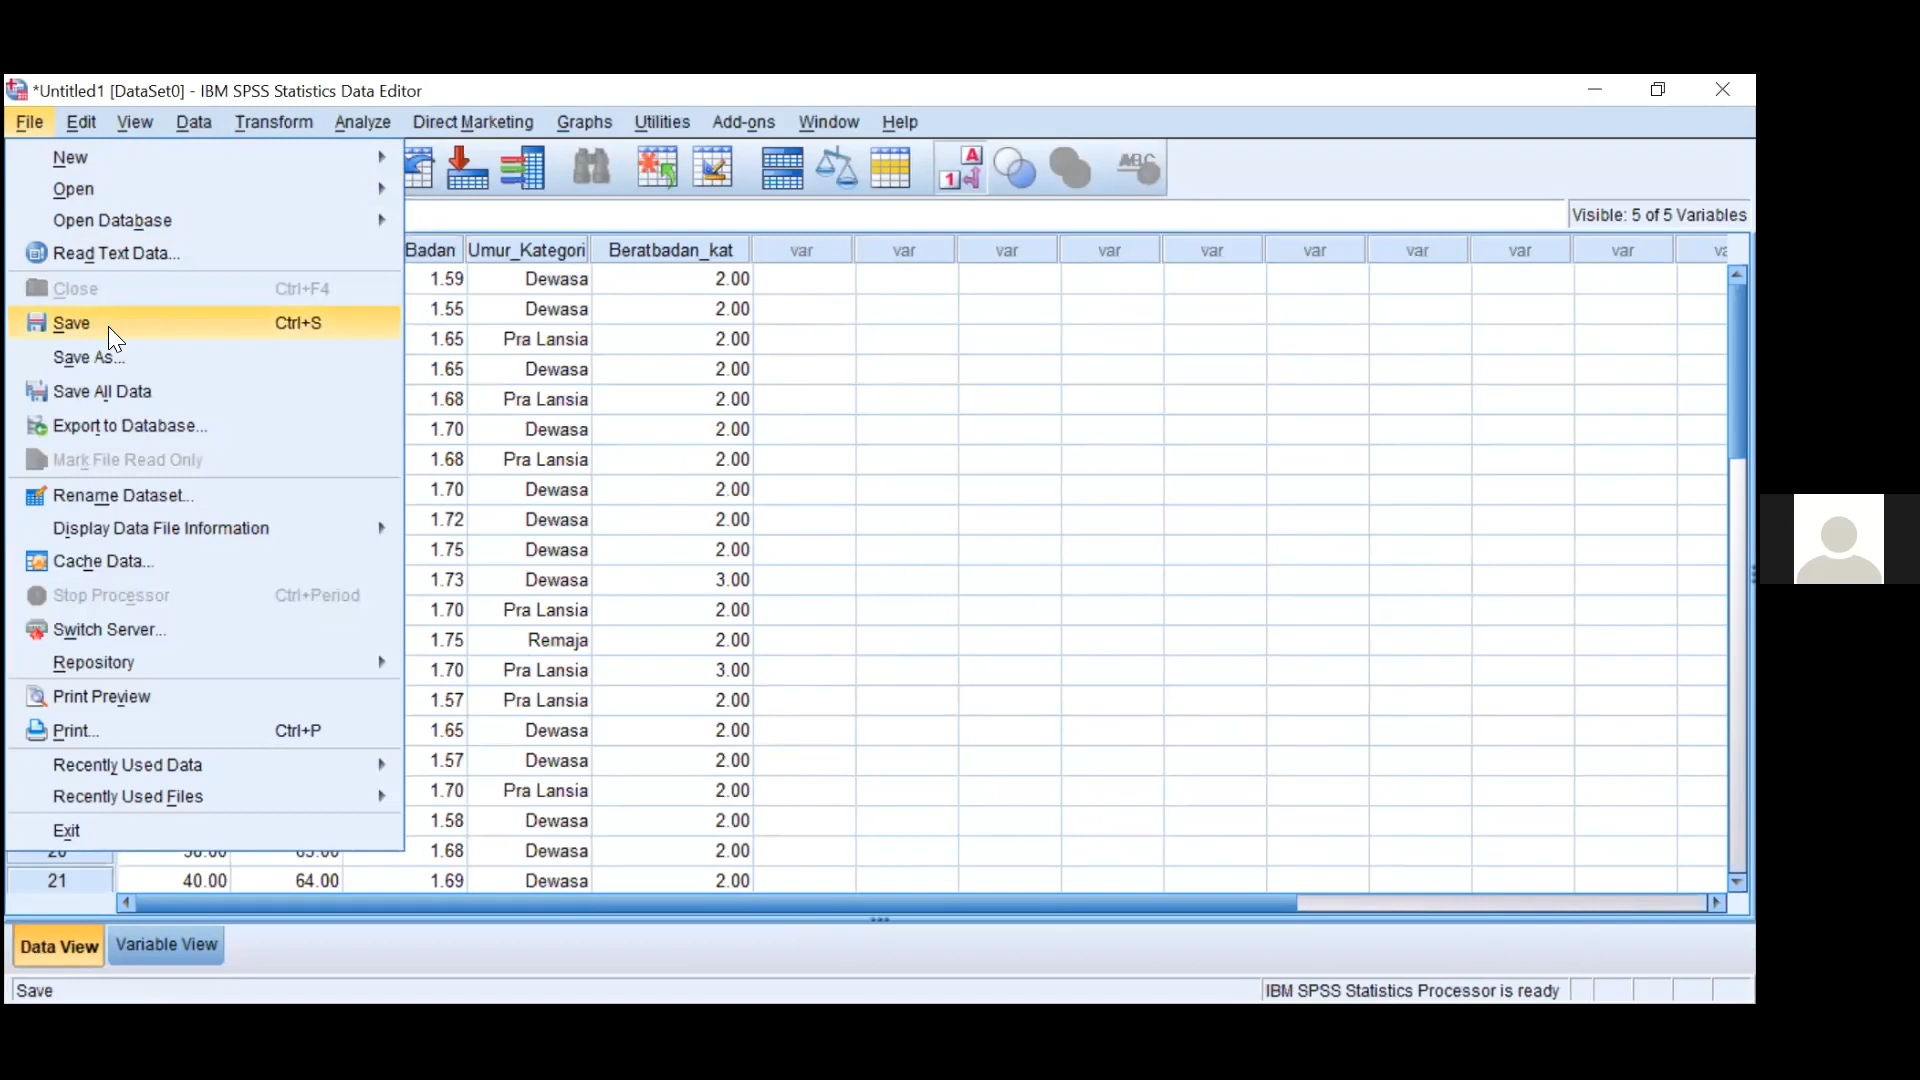 *Untitled1 [DataSet0] - IBM SPSS Statistics Data Editor
File Edit View Data Transform Analyze Direct Marketing Graphs Utilities Add-ons Window Help
New
Open
Open Database
Read Text Data...
Close Ctrl+F4
Save Ctrl+S
Save As...
Save All Data
Export to Database...
Mark File Read Only
Rename Dataset...
Display Data File Information
Cache Data...
Stop Processor Ctrl+Period
Switch Server...
Repository
Print Preview
Print... Ctrl+P
Recently Used Data
Recently Used Files
Exit
A
1
ABC
Visible: 5 of 5 Variables
Badan Umur_Kategori Beratbadan_kat var var var var var var var var var
1.59 Dewasa 2.00
1.55 Dewasa 2.00
1.65 Pra Lansia 2.00
1.65 Dewasa 2.00
1.68 Pra Lansia 2.00
1.70 Dewasa 2.00
1.68 Pra Lansia 2.00
1.70 Dewasa 2.00
1.72 Dewasa 2.00
1.75 Dewasa 2.00
1.73 Dewasa 3.00
1.70 Pra Lansia 2.00
1.75 Remaja 2.00
1.70 Pra Lansia 3.00
1.57 Pra Lansia 2.00
1.65 Dewasa 2.00
1.57 Dewasa 2.00
1.70 Pra Lansia 2.00
1.58 Dewasa 2.00
1.68 Dewasa 2.00
21 40.00 64.00 1.69 Dewasa 2.00
Data View Variable View
Save IBM SPSS Statistics Processor is ready